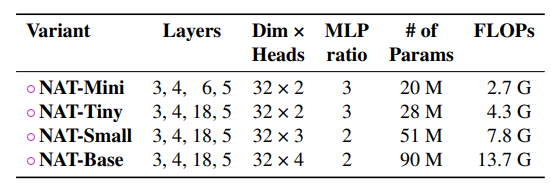 Variant Layers Dim × MLP # of FLOPs
Heads ratio Params
○ NAT-Mini 3, 4, 6, 5 32 × 2 3 20 M 2.7 G
○ NAT-Tiny 3, 4, 18, 5 32 × 2 3 28 M 4.3 G
○ NAT-Small 3, 4, 18, 5 32 × 3 2 51 M 7.8 G
○ NAT-Base 3, 4, 18, 5 32 × 4 2 90 M 13.7 G